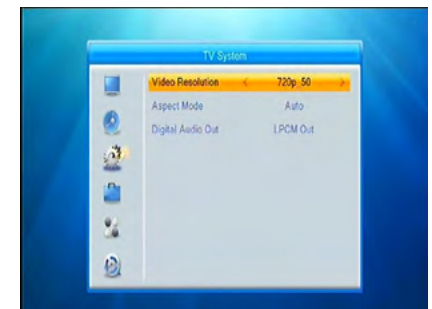 TV System
Video Resolution < 720p_50 >
Aspect Mode Auto
Digital Audio Out LPCM Out